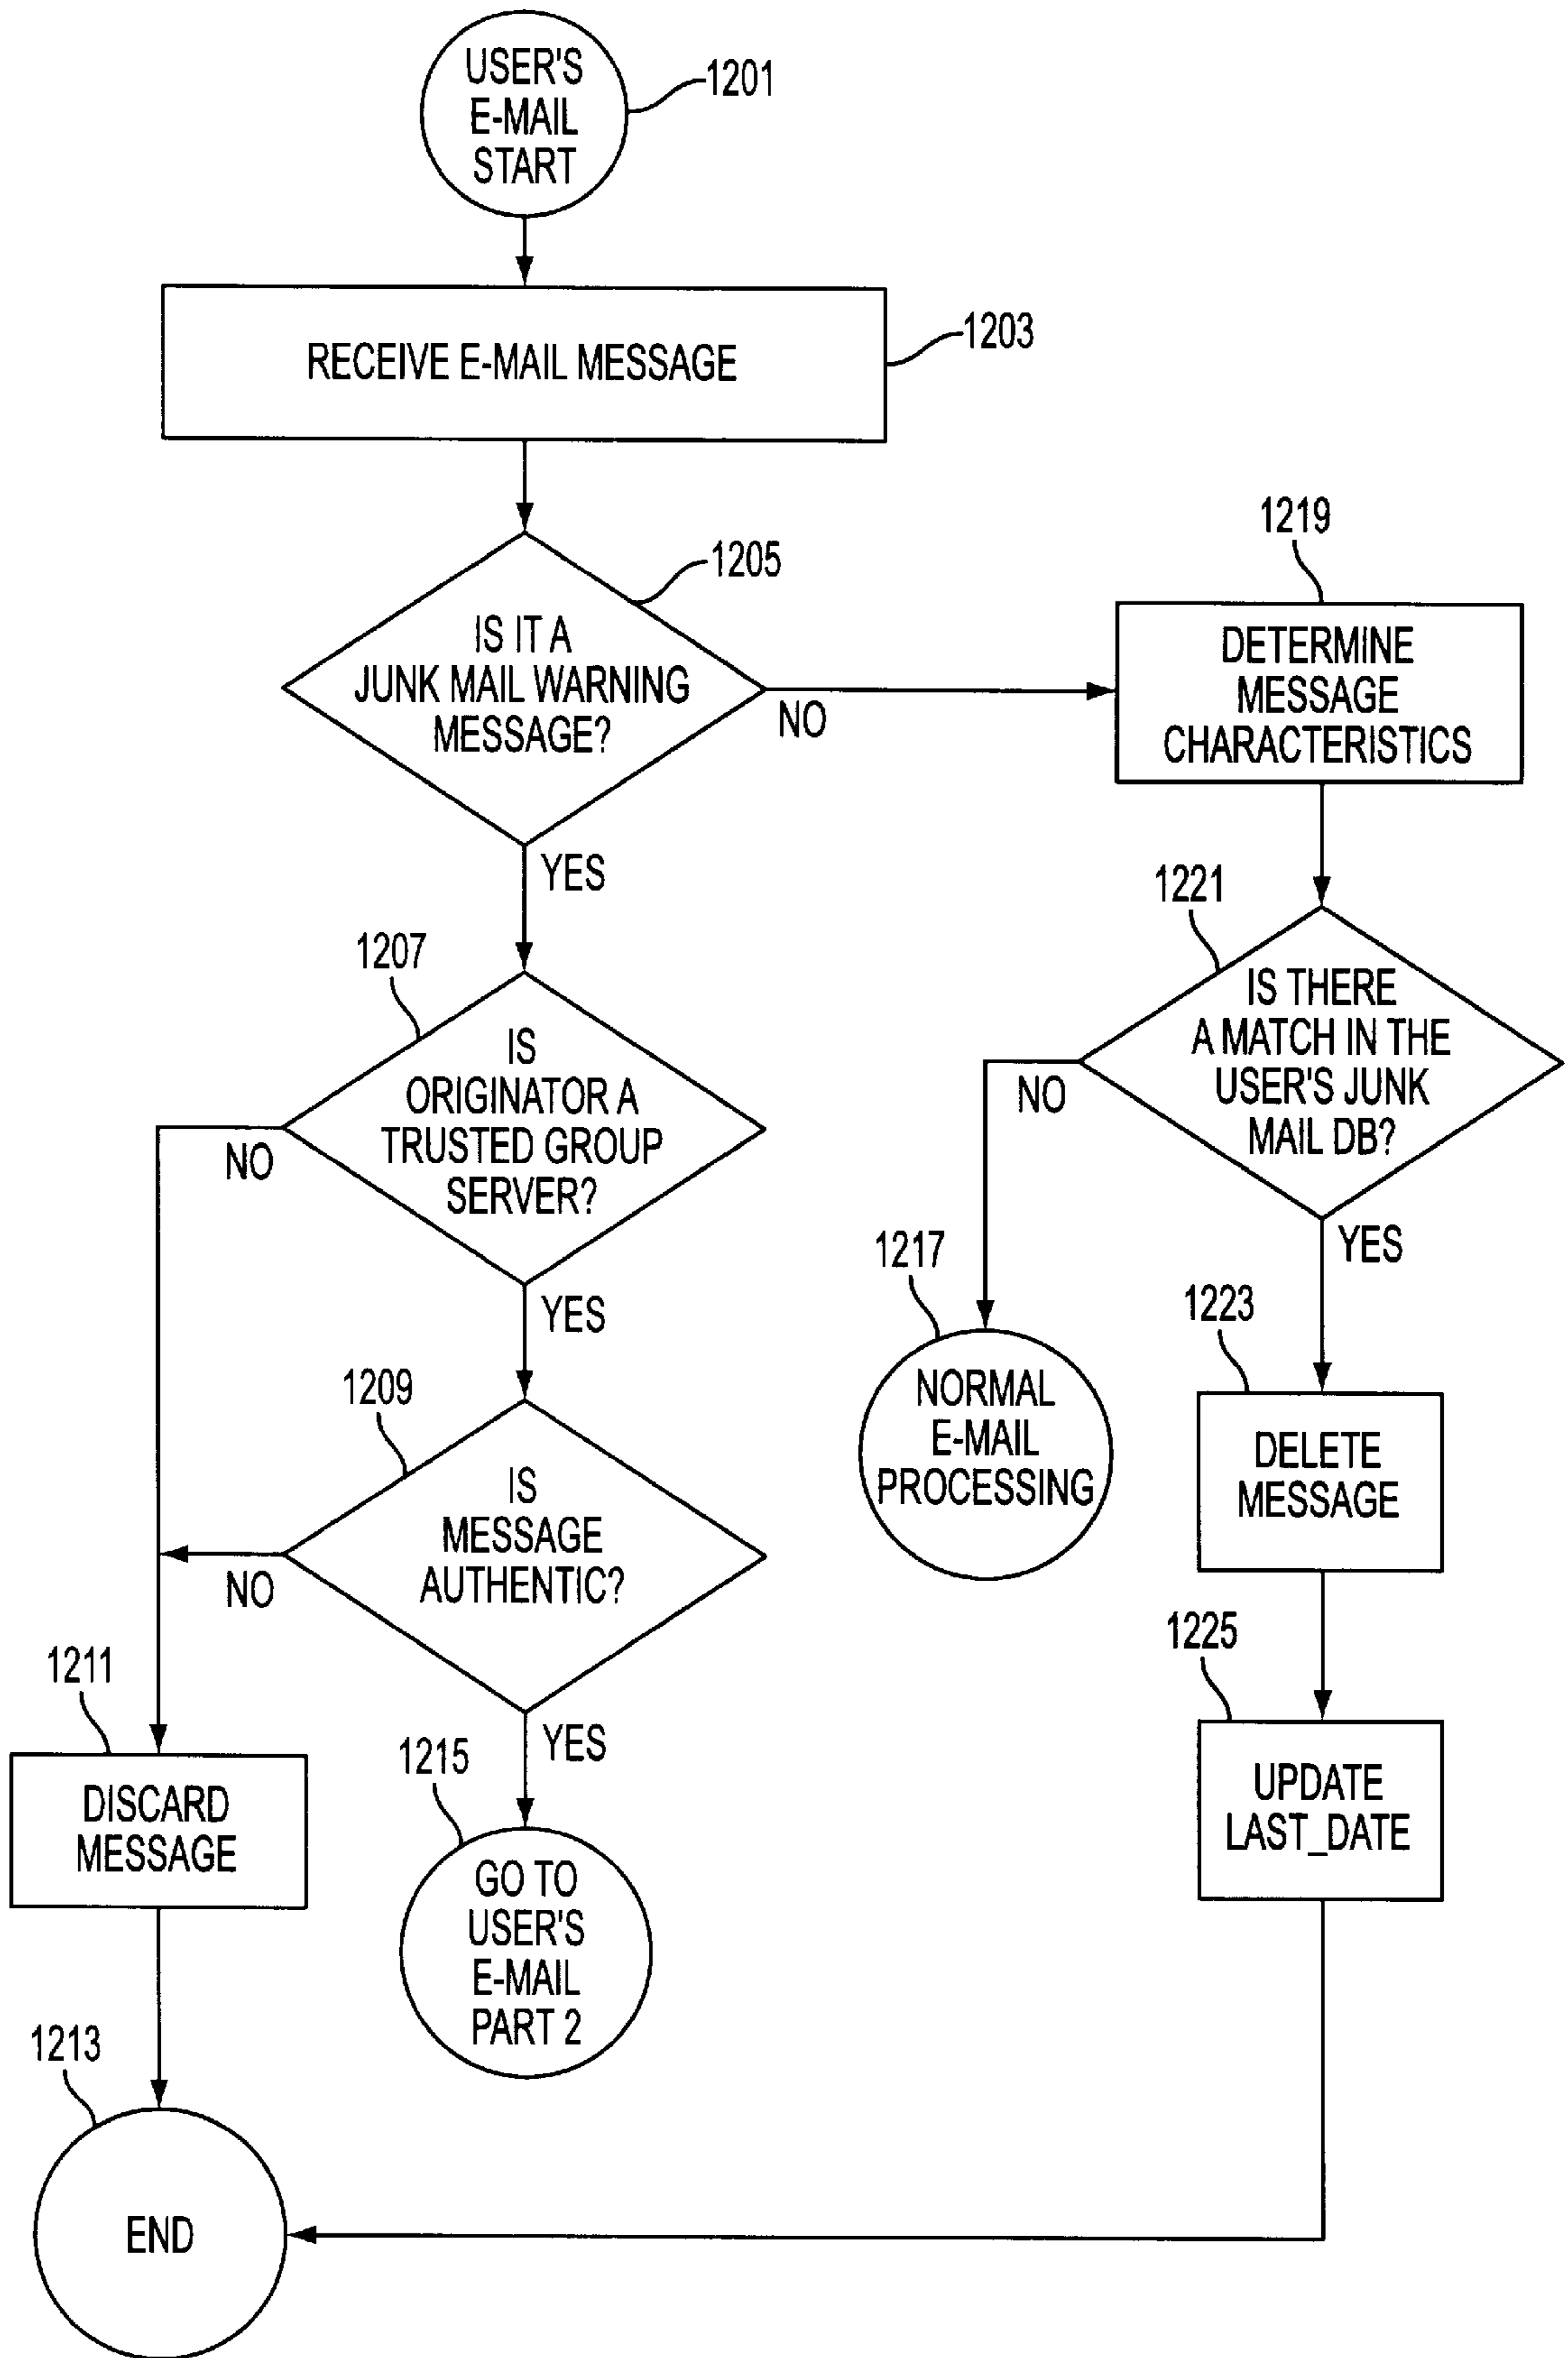 USER'S
E-MAIL
START
1201
RECEIVE E-MAIL MESSAGE
1203
IS IT A
JUNK MAIL WARNING
MESSAGE?
1205
NO
YES
1219
DETERMINE
MESSAGE
CHARACTERISTICS
1207
IS
ORIGINATOR A
TRUSTED GROUP
SERVER?
NO
YES
1221
IS THERE
A MATCH IN THE
USER'S JUNK
MAIL DB?
NO
YES
1209
IS
MESSAGE
AUTHENTIC?
NO
YES
1217
NORMAL
E-MAIL
PROCESSING
1223
DELETE
MESSAGE
1225
UPDATE
LAST_DATE
1211
DISCARD
MESSAGE
1215
GO TO
USER'S
E-MAIL
PART 2
1213
END